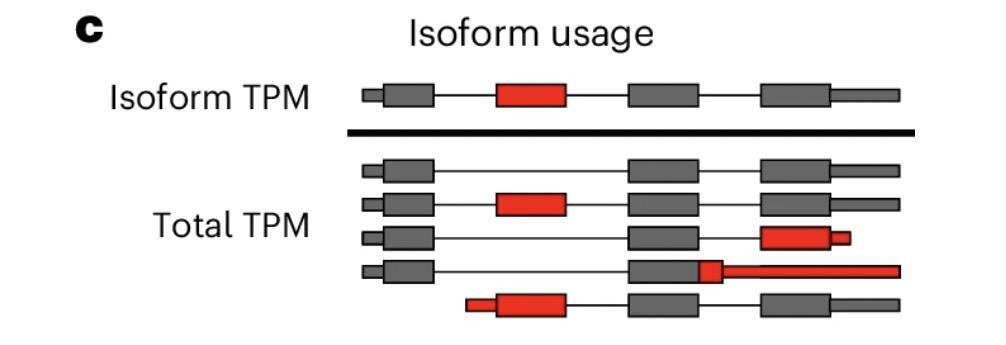 c
Isoform usage
Isoform TPM
Total TPM